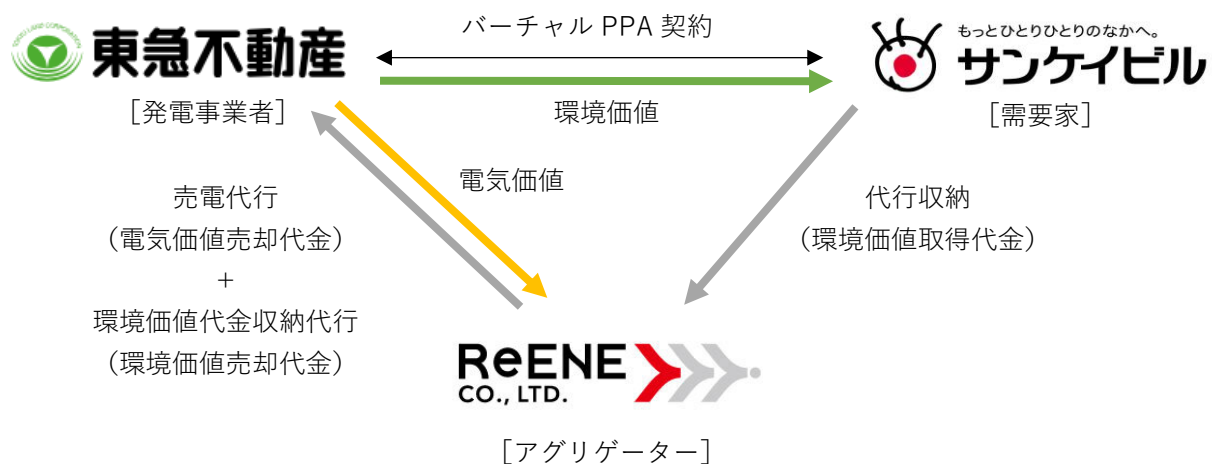 TOKYU LAND CORPORATION
東急不動産
[発電事業者]
バーチャル PPA 契約
環境価値
もっとひとりひとりのなかへ。
サンケイビル
[需要家]
電気価値
売電代行
（電気価値売却代金）
+
環境価値代金収納代行
（環境価値売却代金）
代行収納
（環境価値取得代金）
ReENE
CO., LTD.
[アグリゲーター]